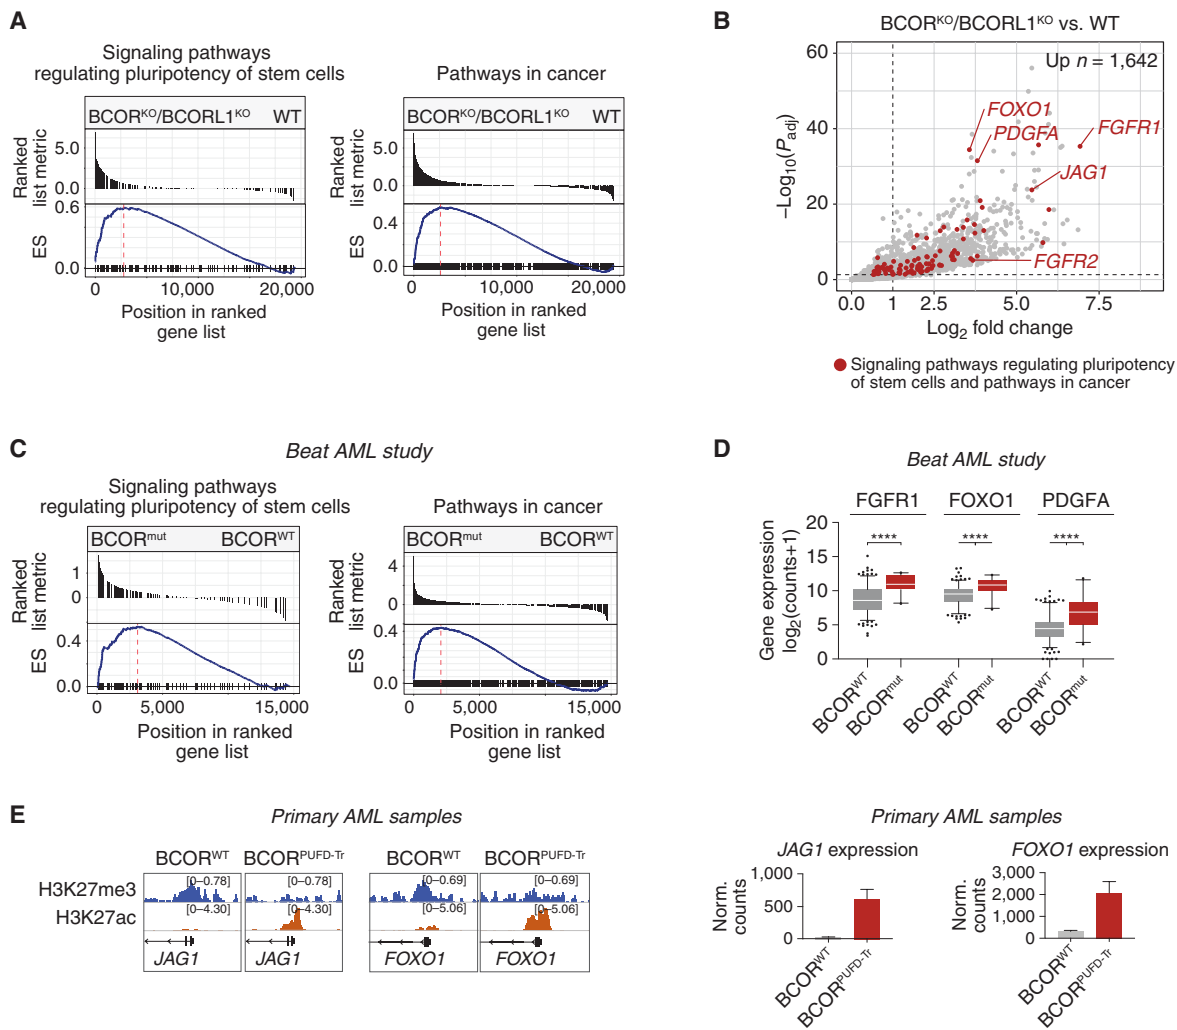 A
Signaling pathways
regulating pluripotency of stem cells
BCORKO/BCORL1KO WT
Ranked
list metric
5.0
0.0
ES
0.6
0.0
0 10,000 20,000
Position in ranked
gene list
Pathways in cancer
BCORKO/BCORL1KO WT
Ranked
list metric
5.0
0.0
ES
0.4
0.0
0 10,000 20,000
Position in ranked
gene list
B
BCORKO/BCORL1KO vs. WT
Up n = 1,642
–Log10(Padj)
60
40
20
0
FOXO1
PDGFA
FGFR1
JAG1
FGFR2
0.0 1 2.5 5.0 7.5
Log2 fold change
Signaling pathways regulating pluripotency
of stem cells and pathways in cancer
C
Beat AML study
Signaling pathways
regulating pluripotency of stem cells
BCORmut BCORWT
Ranked
list metric
1
0
ES
0.4
0.0
0 5,000 15,000
Position in ranked
gene list
Pathways in cancer
BCORmut BCORWT
Ranked
list metric
4
0
ES
0.4
0.0
0 5,000 15,000
Position in ranked
gene list
D
Beat AML study
FGFR1 FOXO1 PDGFA
Gene expression
log2(counts+1)
20
15
10
5
0
**** **** ****
BCORWT
BCORmut
BCORWT
BCORmut
BCORWT
BCORmut
E
Primary AML samples
BCORWT BCORPUFD-Tr BCORWT BCORPUFD-Tr
H3K27me3
[0–0.78] [0–0.78] [0–0.69] [0–0.69]
H3K27ac
[0–4.30] [0–4.30] [0–5.06] [0–5.06]
JAG1 JAG1 FOXO1 FOXO1
Primary AML samples
JAG1 expression
Norm.
counts
1,000
500
0
BCORWT
BCORPUFD-Tr
FOXO1 expression
Norm.
counts
3,000
2,000
1,000
0
BCORWT
BCORPUFD-Tr